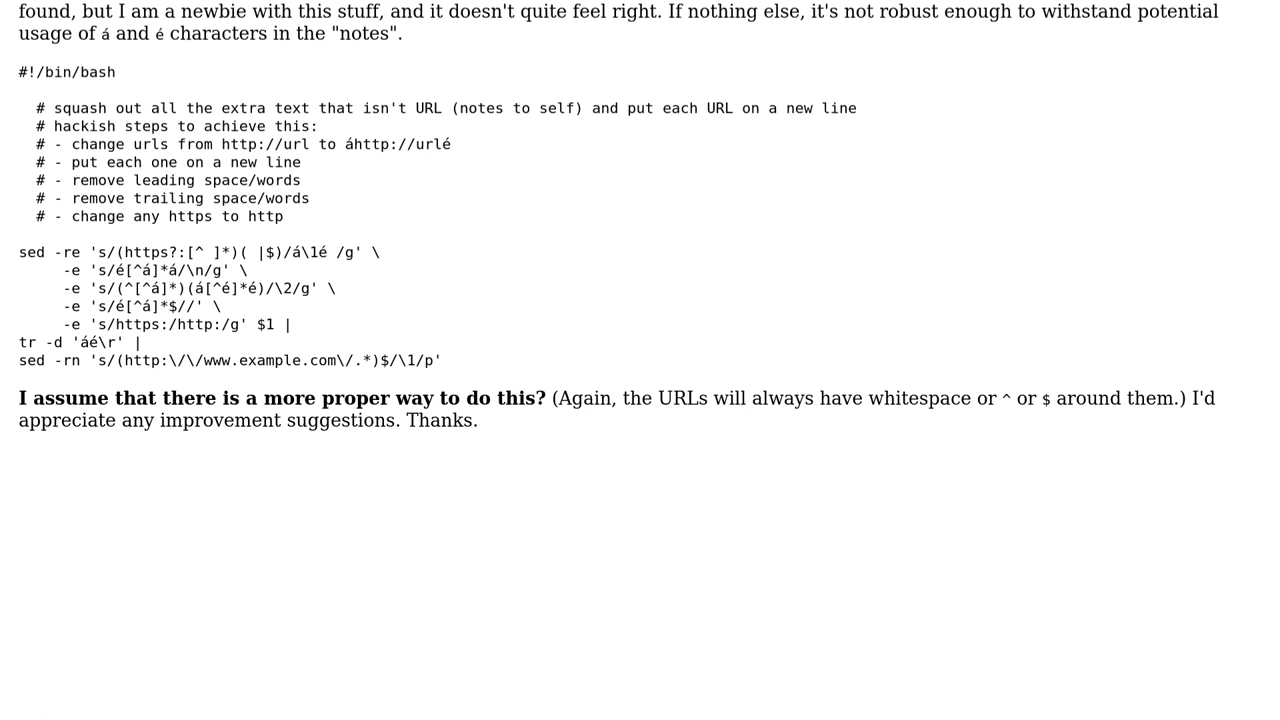 found, but I am a newbie with this stuff, and it doesn't quite feel right. If nothing else, it's not robust enough to withstand potential
usage of á and é characters in the "notes".
#!/bin/bash
  # squash out all the extra text that isn't URL (notes to self) and put each URL on a new line
  # hackish steps to achieve this:
  # - change urls from http://url to áhttp://urlé
  # - put each one on a new line
  # - remove leading space/words
  # - remove trailing space/words
  # - change any https to http
sed -re 's/(https?:[^ ]*)( |$)/á\1é /g' \
     -e 's/é[^á]*á/\n/g' \
     -e 's/(^[^á]*)(á[^é]*é)/\2/g' \
     -e 's/é[^á]*$//' \
     -e 's/https:/http:/g' $1 |
tr -d 'áé\r' |
sed -rn 's/(http:\/\/www.example.com\/.*)$/\1/p'
I assume that there is a more proper way to do this? (Again, the URLs will always have whitespace or ^ or $ around them.) I'd
appreciate any improvement suggestions. Thanks.